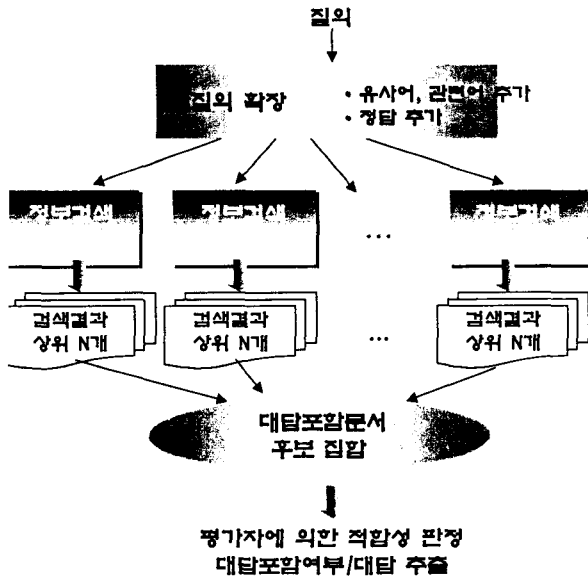 질의
질의 확장
• 유사어, 관련어 추가
• 정답 추가
정보검색
정보검색
...
정보검색
검색결과
상위 N개
검색결과
상위 N개
...
검색결과
상위 N개
대답포함문서
후보 집합
평가자에 의한 적합성 판정
대답포함여부/대답 추출